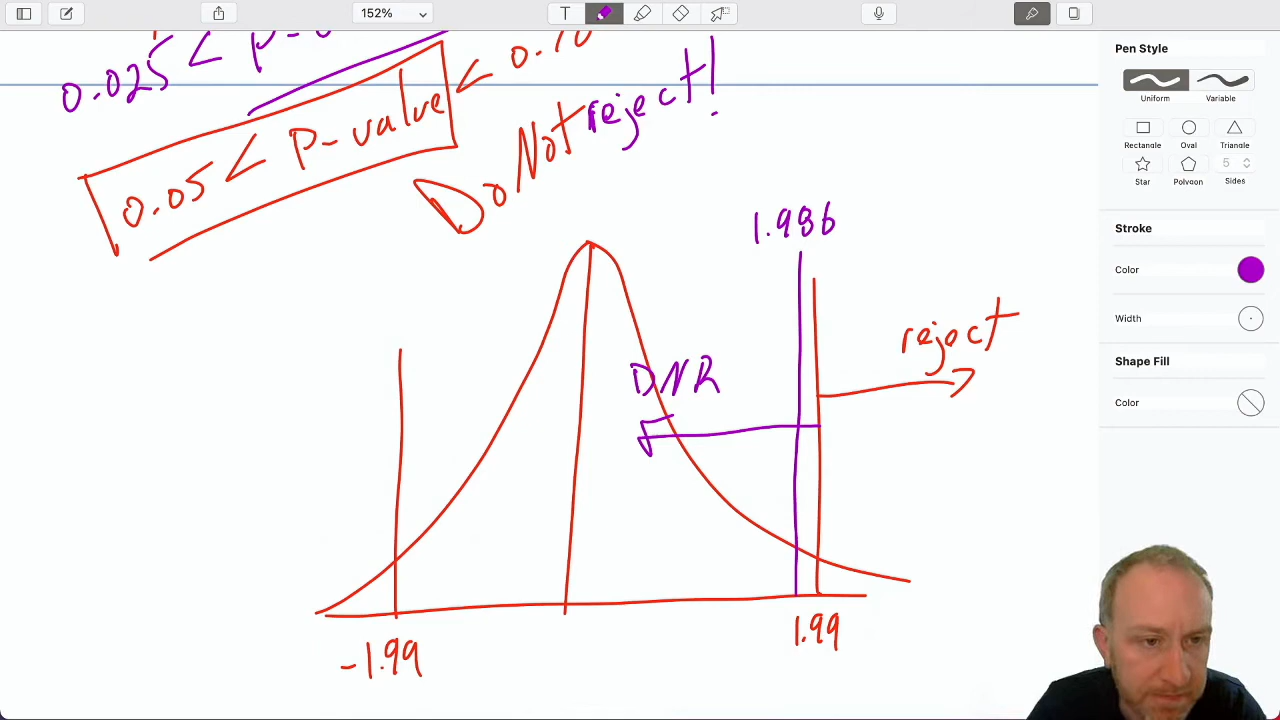 152%
T
0.025 <
0.05 < P-value < 0.10
Do Not reject!
1.986
reject
DNR
-1.99
1.99
Pen Style
Uniform
Variable
Rectangle
Oval
Triangle
Star
Polygon
5
Sides
Stroke
Color
Width
Shape Fill
Color